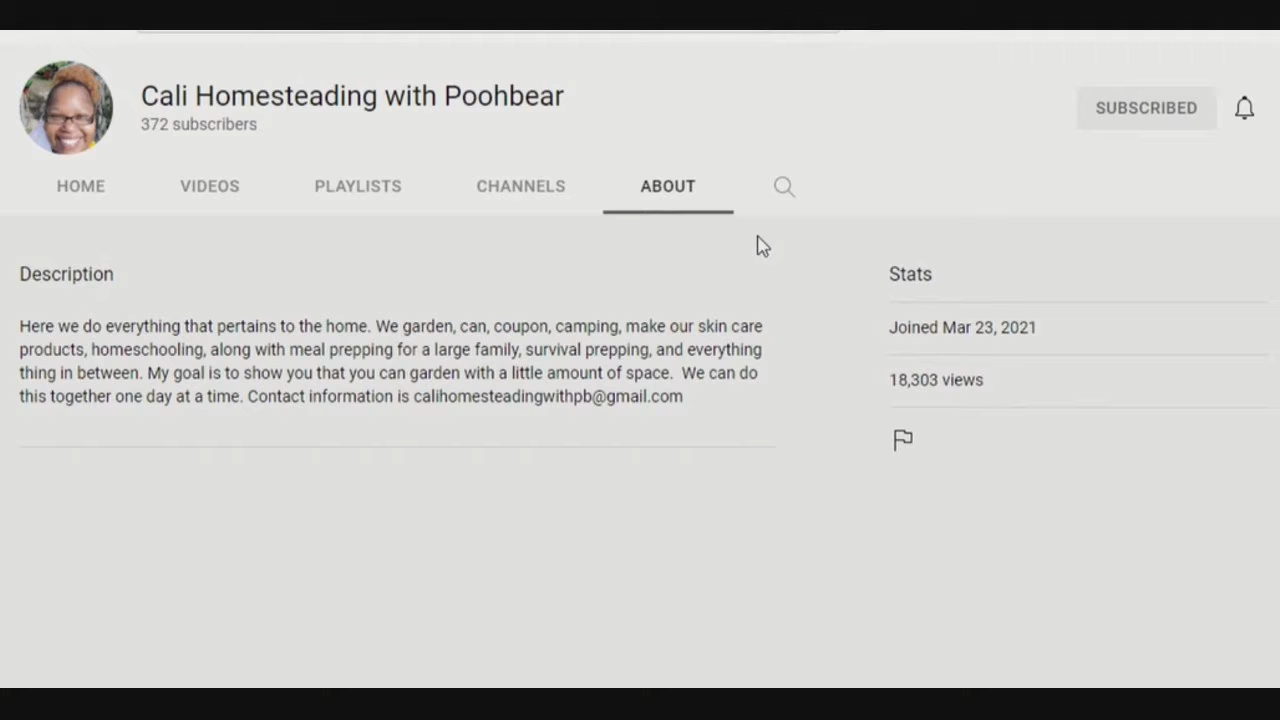 Cali Homesteading with Poohbear
372 subscribers
SUBSCRIBED
HOME VIDEOS PLAYLISTS CHANNELS ABOUT
Description
Here we do everything that pertains to the home. We garden, can, coupon, camping, make our skin care
products, homeschooling, along with meal prepping for a large family, survival prepping, and everything
thing in between. My goal is to show you that you can garden with a little amount of space.  We can do
this together one day at a time. Contact information is calihomesteadingwithpb@gmail.com
Stats
Joined Mar 23, 2021
18,303 views